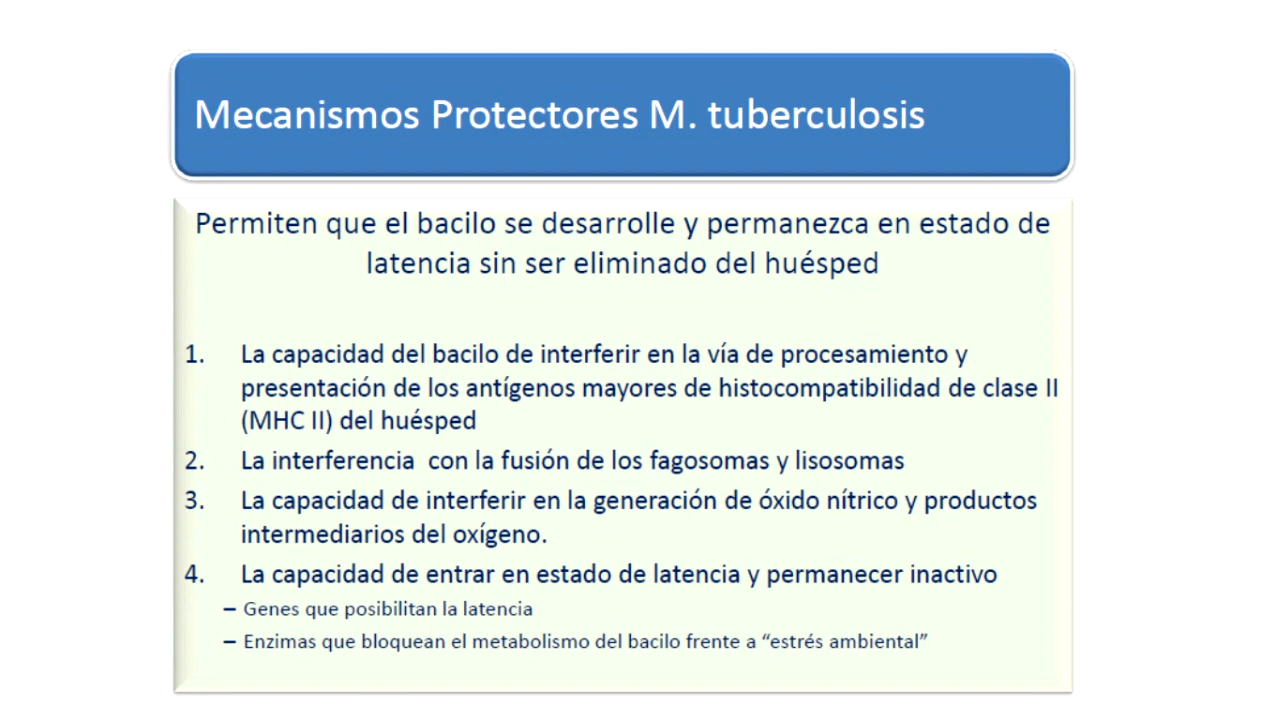 Mecanismos Protectores M. tuberculosis
Permiten que el bacilo se desarrolle y permanezca en estado de
latencia sin ser eliminado del huésped
1. La capacidad del bacilo de interferir en la vía de procesamiento y
presentación de los antígenos mayores de histocompatibilidad de clase II
(MHC II) del huésped
2. La interferencia con la fusión de los fagosomas y lisosomas
3. La capacidad de interferir en la generación de óxido nítrico y productos
intermediarios del oxígeno.
4. La capacidad de entrar en estado de latencia y permanecer inactivo
– Genes que posibilitan la latencia
– Enzimas que bloquean el metabolismo del bacilo frente a “estrés ambiental”